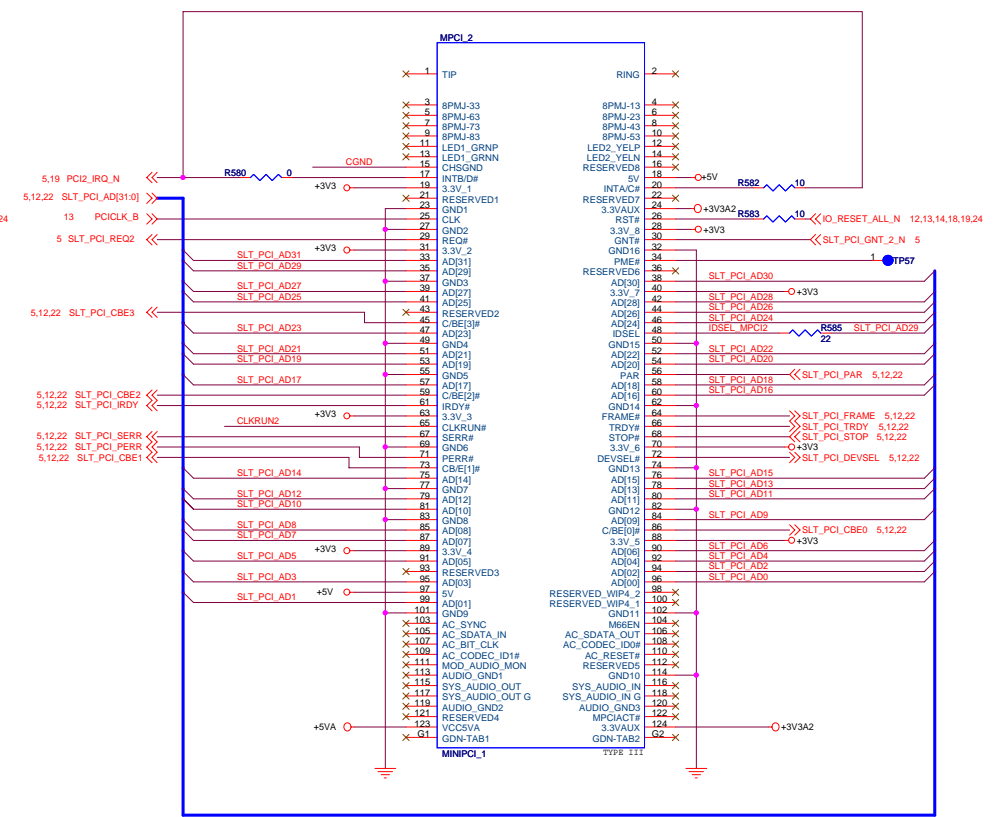 MPCI_2
1 TIP RING 2
3 8PMJ-33 8PMJ-13 4
5 8PMJ-63 8PMJ-23 6
7 8PMJ-73 8PMJ-43 8
9 8PMJ-83 8PMJ-53 10
11 LED1_GRNP LED2_YELP 12
13 LED1_GRNN LED2_YELN 14
CGND 15 CHSGND RESERVED8 16
5,19 PCI2_IRQ_N R580 0 17 INTB/D# 5V 18 +5V
+3V3 19 3.3V_1 INTA/C# 20 R582 10
5,12,22 SLT_PCI_AD[31:0] 21 RESERVED1 RESERVED7 22
23 GND1 3.3VAUX 24 +3V3A2
24 13 PCICLK_B 25 CLK RST# 26 R583 10 IO_RESET_ALL_N 12,13,14,18,19,24
27 GND2 3.3V_8 28 +3V3
5 SLT_PCI_REQ2 29 REQ# GNT# 30 SLT_PCI_GNT_2_N 5
+3V3 31 3.3V_2 GND16 32
SLT_PCI_AD31 33 AD[31] PME# 34 1 TP57
SLT_PCI_AD29 35 AD[29] RESERVED6 36
37 GND3 AD[30] 38 SLT_PCI_AD30
SLT_PCI_AD27 39 AD[27] 3.3V_7 40 +3V3
SLT_PCI_AD25 41 AD[25] AD[28] 42 SLT_PCI_AD28
43 RESERVED2 AD[26] 44 SLT_PCI_AD26
5,12,22 SLT_PCI_CBE3 45 C/BE[3]# AD[24] 46 SLT_PCI_AD24
SLT_PCI_AD23 47 AD[23] IDSEL 48 IDSEL_MPCI2 R585 22 SLT_PCI_AD29
49 GND4 GND15 50
SLT_PCI_AD21 51 AD[21] AD[22] 52 SLT_PCI_AD22
SLT_PCI_AD19 53 AD[19] AD[20] 54 SLT_PCI_AD20
55 GND5 PAR 56 SLT_PCI_PAR 5,12,22
SLT_PCI_AD17 57 AD[17] AD[18] 58 SLT_PCI_AD18
5,12,22 SLT_PCI_CBE2 59 C/BE[2]# AD[16] 60 SLT_PCI_AD16
5,12,22 SLT_PCI_IRDY 61 IRDY# GND14 62
+3V3 63 3.3V_3 FRAME# 64 SLT_PCI_FRAME 5,12,22
CLKRUN2 65 CLKRUN# TRDY# 66 SLT_PCI_TRDY 5,12,22
5,12,22 SLT_PCI_SERR 67 SERR# STOP# 68 SLT_PCI_STOP 5,12,22
5,12,22 SLT_PCI_PERR 69 GND6 3.3V_6 70 +3V3
5,12,22 SLT_PCI_CBE1 71 PERR# DEVSEL# 72 SLT_PCI_DEVSEL 5,12,22
73 CB/E[1]# GND13 74
SLT_PCI_AD14 75 AD[14] AD[15] 76 SLT_PCI_AD15
77 GND7 AD[13] 78 SLT_PCI_AD13
SLT_PCI_AD12 79 AD[12] AD[11] 80 SLT_PCI_AD11
SLT_PCI_AD10 81 AD[10] GND12 82
83 GND8 AD[09] 84 SLT_PCI_AD9
SLT_PCI_AD8 85 AD[08] C/BE[0]# 86 SLT_PCI_CBE0 5,12,22
SLT_PCI_AD7 87 AD[07] 3.3V_5 88 +3V3
+3V3 89 3.3V_4 AD[06] 90 SLT_PCI_AD6
SLT_PCI_AD5 91 AD[05] AD[04] 92 SLT_PCI_AD4
93 RESERVED3 AD[02] 94 SLT_PCI_AD2
SLT_PCI_AD3 95 AD[03] AD[00] 96 SLT_PCI_AD0
+5V 97 5V RESERVED_WIP4_2 98
SLT_PCI_AD1 99 AD[01] RESERVED_WIP4_1 100
101 GND9 GND11 102
103 AC_SYNC M66EN 104
105 AC_SDATA_IN AC_SDATA_OUT 106
107 AC_BIT_CLK AC_CODEC_ID0# 108
109 AC_CODEC_ID1# AC_RESET# 110
111 MOD_AUDIO_MON RESERVED5 112
113 AUDIO_GND1 GND10 114
115 SYS_AUDIO_OUT SYS_AUDIO_IN 116
117 SYS_AUDIO_OUT G SYS_AUDIO_IN G 118
119 AUDIO_GND2 AUDIO_GND3 120
121 RESERVED4 MPCIACT# 122
+5VA 123 VCC5VA 3.3VAUX 124 +3V3A2
G1 GDN-TAB1 GDN-TAB2 G2
MINIPCI_1 TYPE III